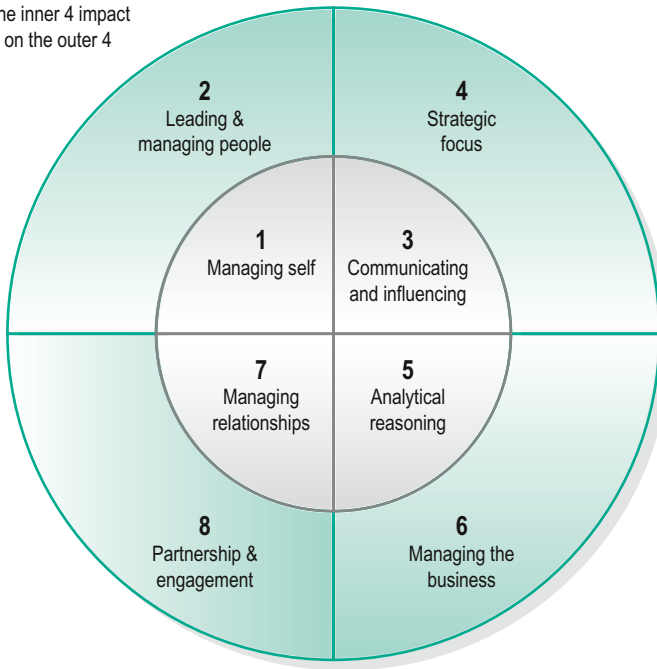 he inner 4 impact
on the outer 4
2
Leading &
managing people
4
Strategic
focus
1
Managing self
3
Communicating
and influencing
7
Managing
relationships
5
Analytical
reasoning
8
Partnership &
engagement
6
Managing the
business